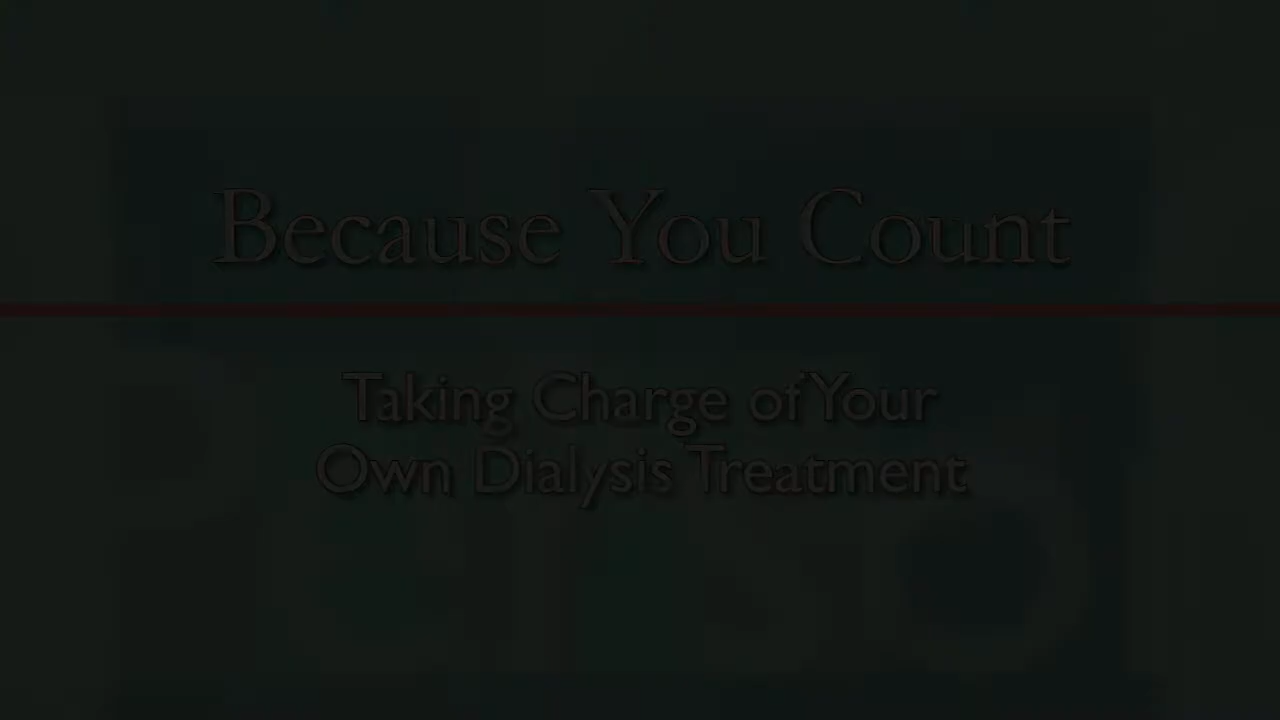 Because You Count
Taking Charge of Your
Own Dialysis Treatment